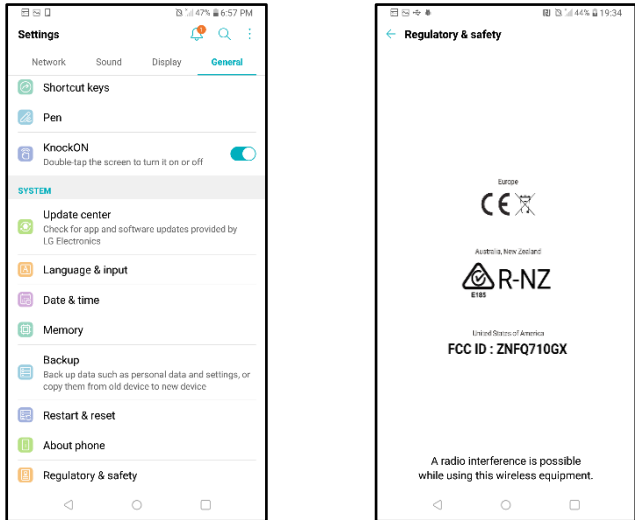 47% 6:57 PM
Settings
Network Sound Display General
Shortcut keys
Pen
KnockON
Double-tap the screen to turn it on or off
SYSTEM
Update center
Check for app and software updates provided by
LG Electronics
Language & input
Date & time
Memory
Backup
Back up data such as personal data and settings, or
copy them from old device to new device
Restart & reset
About phone
Regulatory & safety
44% 19:34
Regulatory & safety
Europe
CE
Australia, New Zealand
R-NZ
E185
United States of America
FCC ID : ZNFQ710GX
A radio interference is possible
while using this wireless equipment.